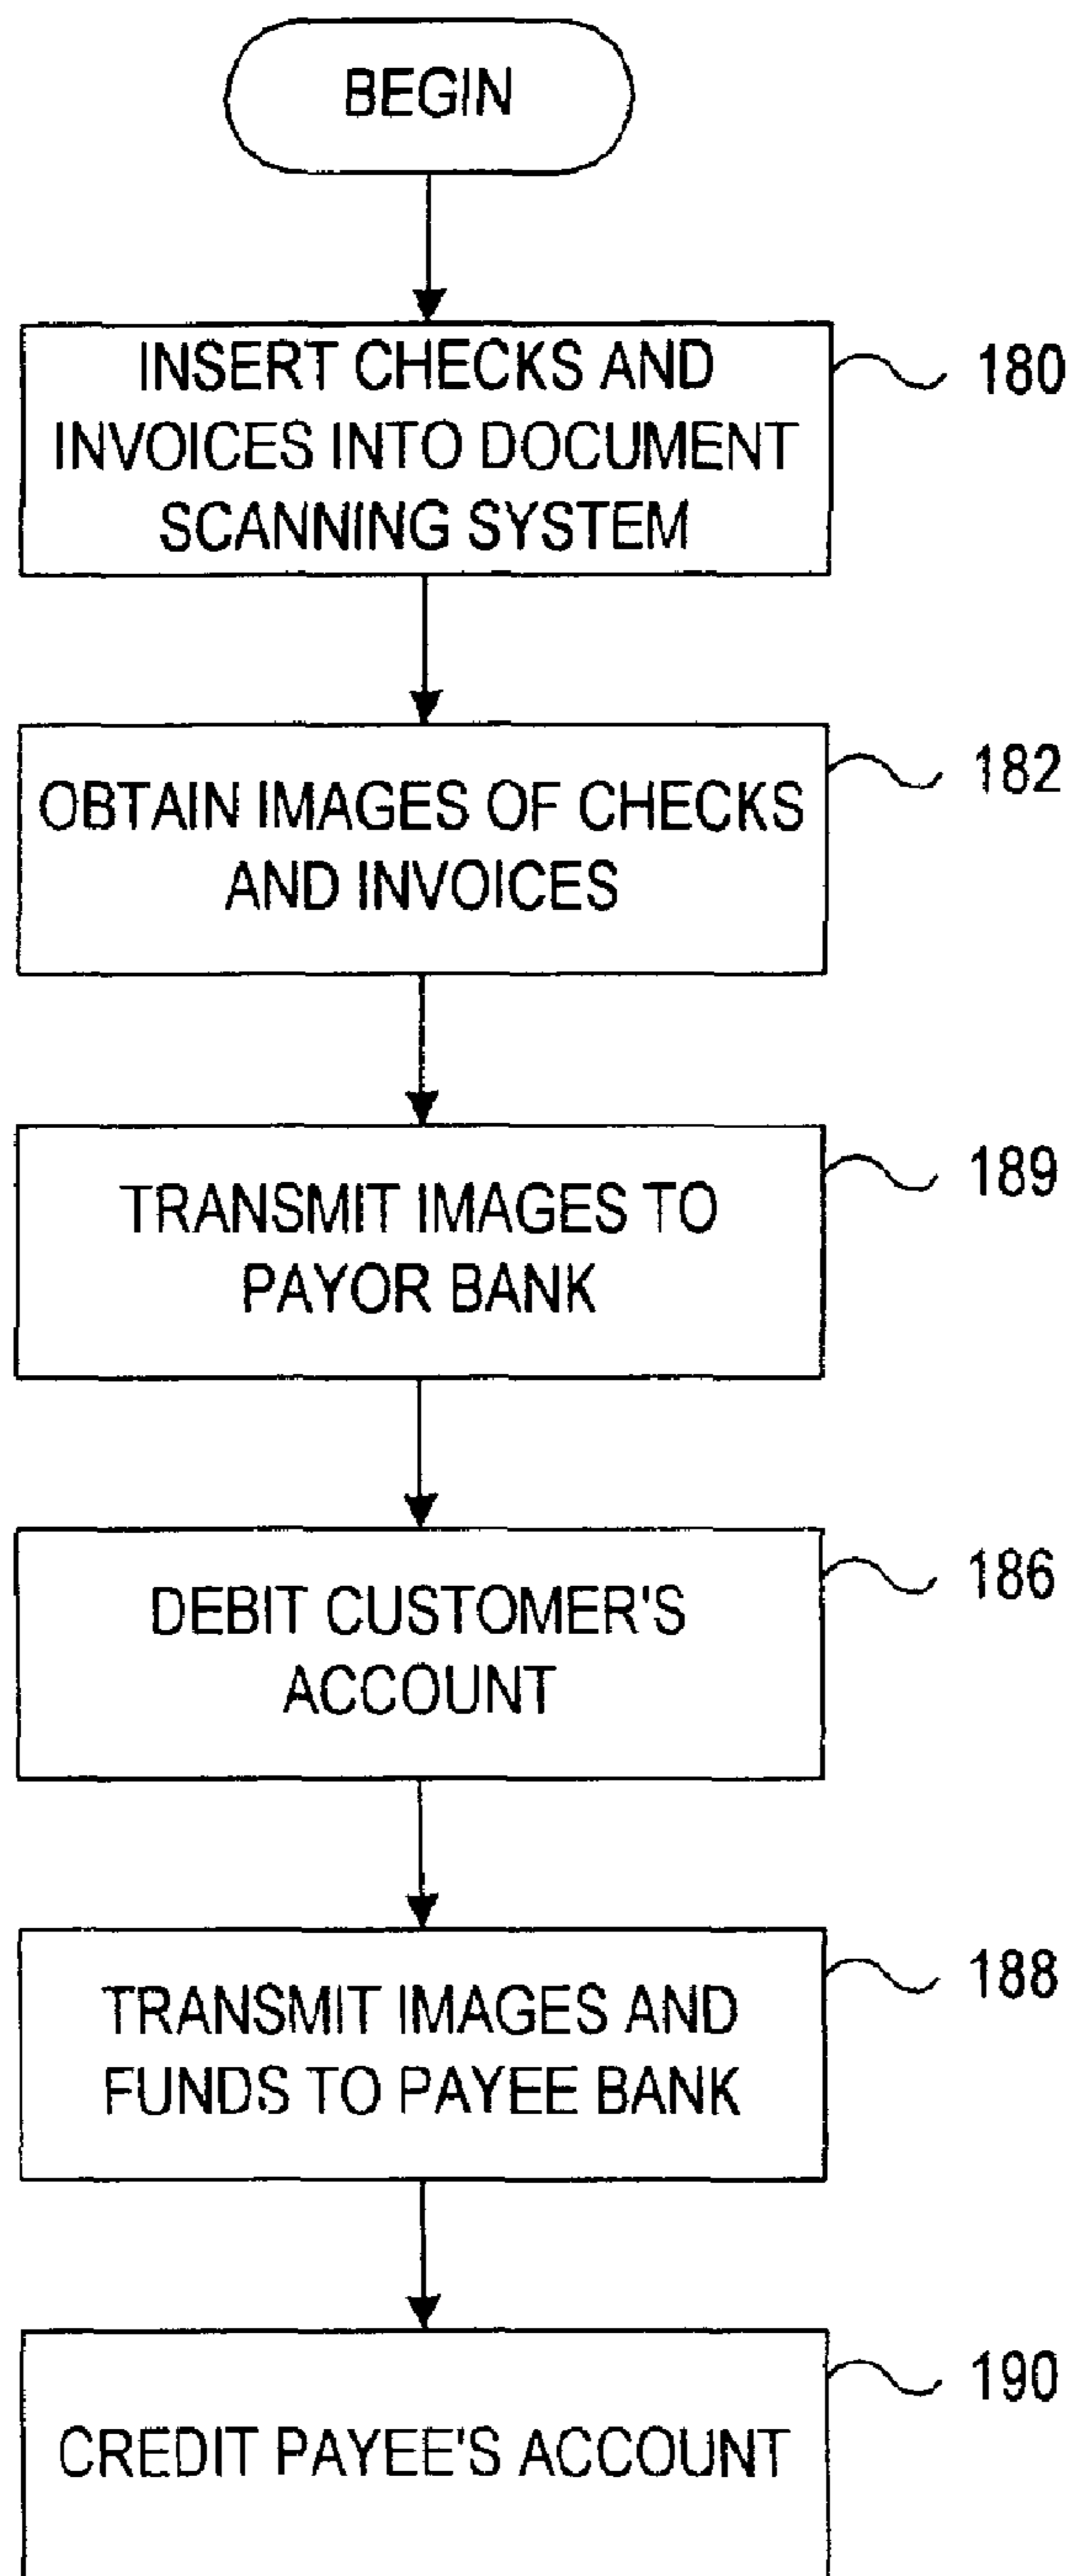 BEGIN
INSERT CHECKS AND
INVOICES INTO DOCUMENT
SCANNING SYSTEM
180
OBTAIN IMAGES OF CHECKS
AND INVOICES
182
TRANSMIT IMAGES TO
PAYOR BANK
189
DEBIT CUSTOMER'S
ACCOUNT
186
TRANSMIT IMAGES AND
FUNDS TO PAYEE BANK
188
CREDIT PAYEE'S ACCOUNT
190